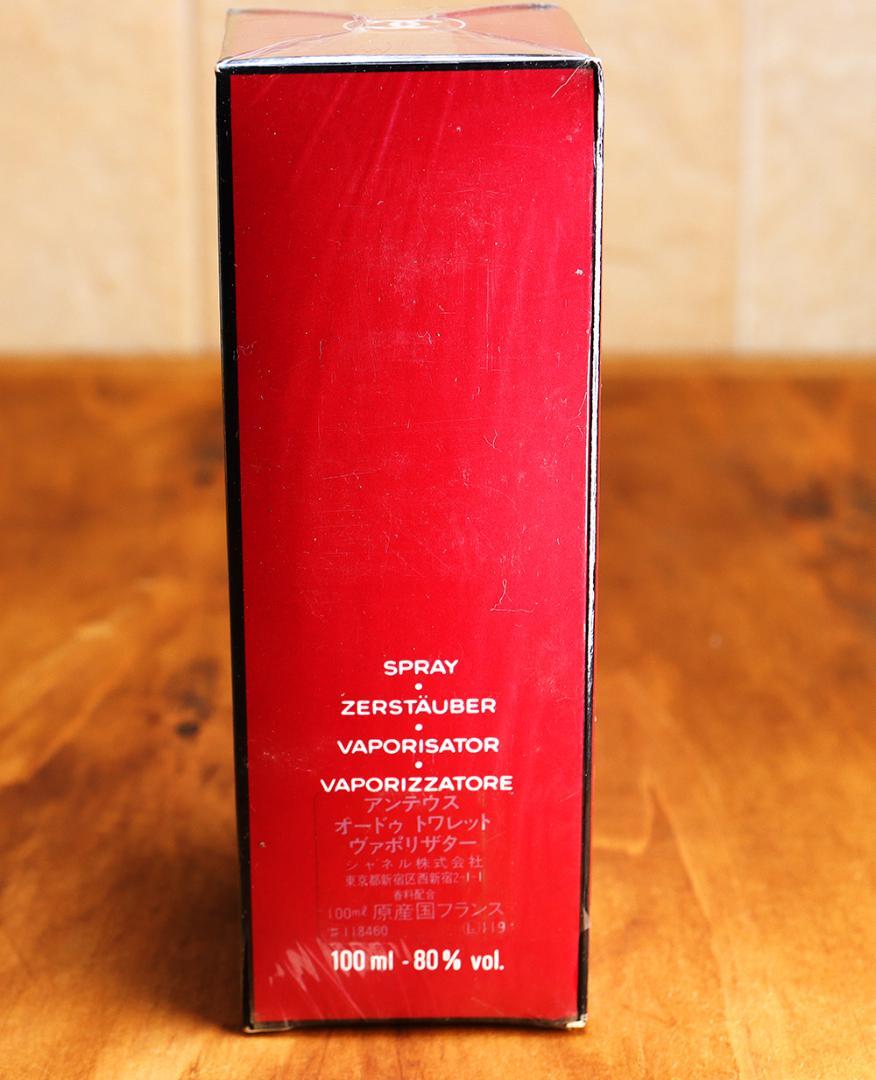 SPRAY
ZERSTÄUBER
VAPORISATOR
VAPORIZZATORE
アンテウス
オードゥ トワレット
ヴァポリザター
シャネル株式会社
東京都新宿区西新宿2-1-1
香料配合
100ml 原産国フランス
118460 119
100 ml - 80% vol.